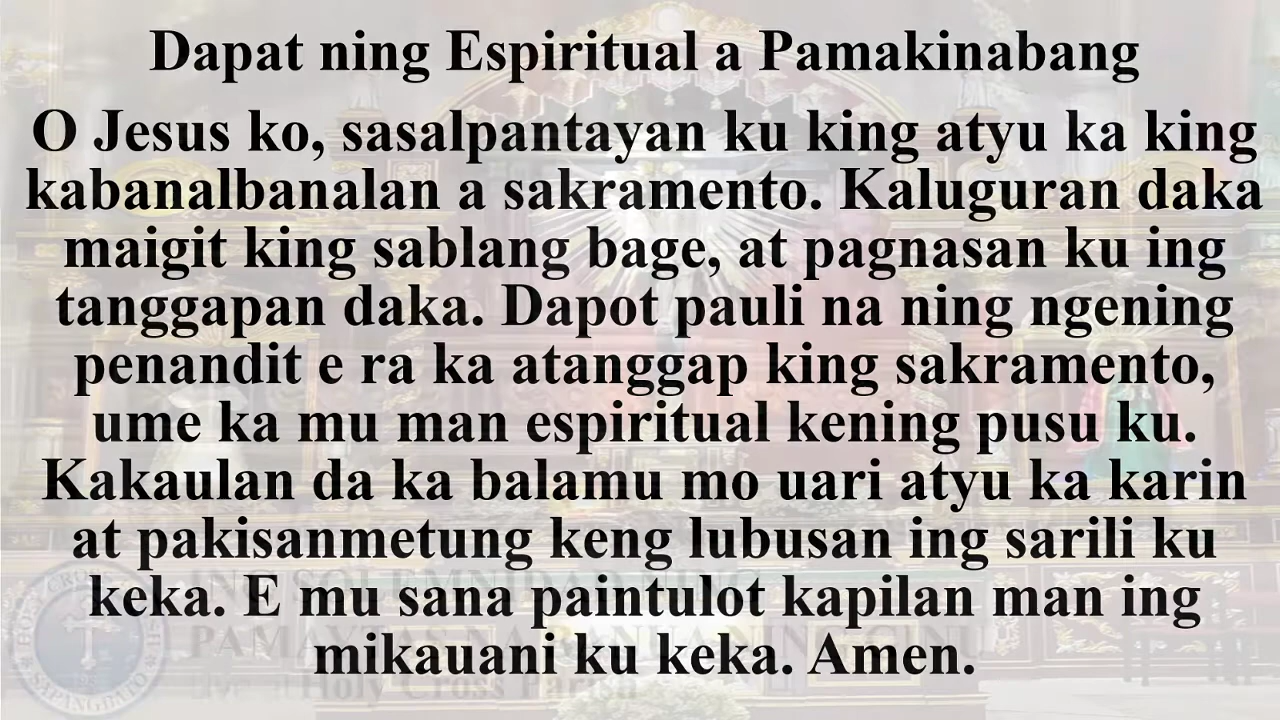 Dapat ning Espiritual a Pamakinabang
O Jesus ko, sasalpantayan ku king atyu ka king
kabanalbanalan a sakramento. Kaluguran daka
maigit king sablang bage, at pagnasan ku ing
tanggapan daka. Dapot pauli na ning ngening
penandit e ra ka atanggap king sakramento,
ume ka mu man espiritual kening pusu ku.
Kakaulan da ka balamu mo uari atyu ka karin
at pakisanmetung keng lubusan ing sarili ku
keka. E mu sana paintulot kapilan man ing
mikauani ku keka. Amen.
Holy Cross Parish